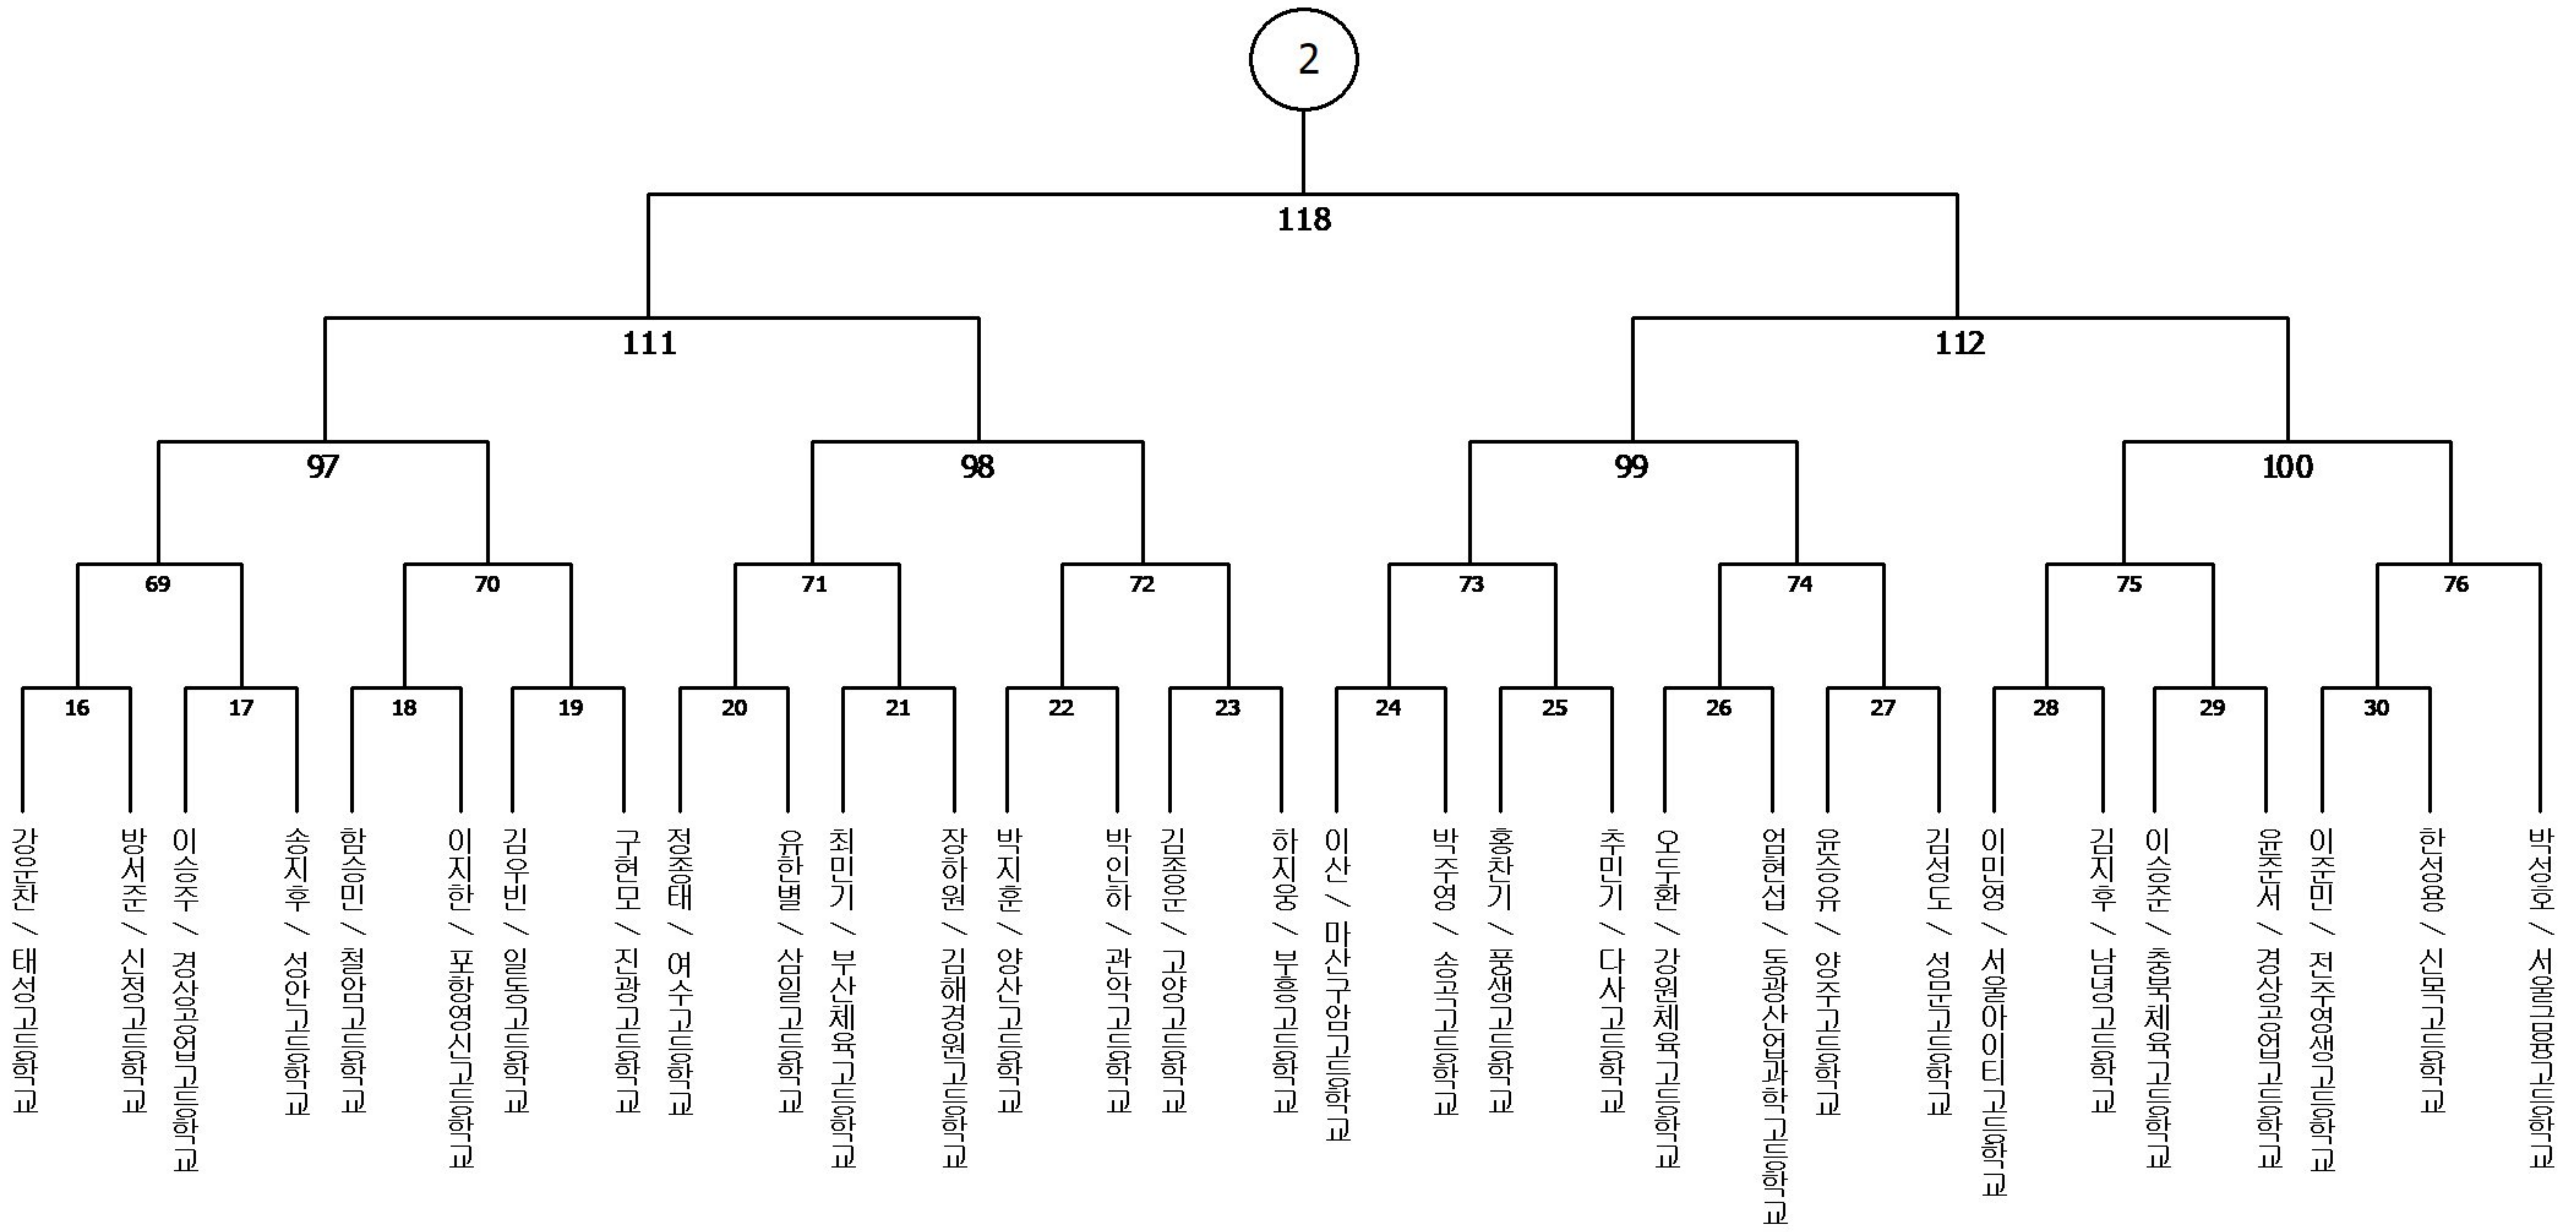 2
118
111
112
97
98
99
100
69
70
71
72
73
74
75
76
16
17
18
19
20
21
22
23
24
25
26
27
28
29
30
강운찬 / 태성고등학교
방서준 / 신정고등학교
이승주 / 경상공업고등학교
송지후 / 성안고등학교
함승민 / 철암고등학교
이지한 / 포항영신고등학교
김우빈 / 일동고등학교
구현모 / 진광고등학교
정종태 / 여수고등학교
유한별 / 삼일고등학교
최민기 / 부산체육고등학교
장하원 / 김해경원고등학교
박지훈 / 양산고등학교
박인하 / 관악고등학교
김종운 / 고양고등학교
하지웅 / 부흥고등학교
이산 / 마산구암고등학교
박주영 / 송곡고등학교
홍찬기 / 풍생고등학교
추민기 / 다사고등학교
오두환 / 강원체육고등학교
엄현섭 / 동광산업과학고등학교
윤승유 / 양주고등학교
김성도 / 성문고등학교
이민영 / 서울아이티고등학교
김지후 / 남녕고등학교
이승준 / 충북체육고등학교
윤준서 / 경상공업고등학교
이준민 / 전주영생고등학교
한성용 / 신목고등학교
박성호 / 서울금융고등학교